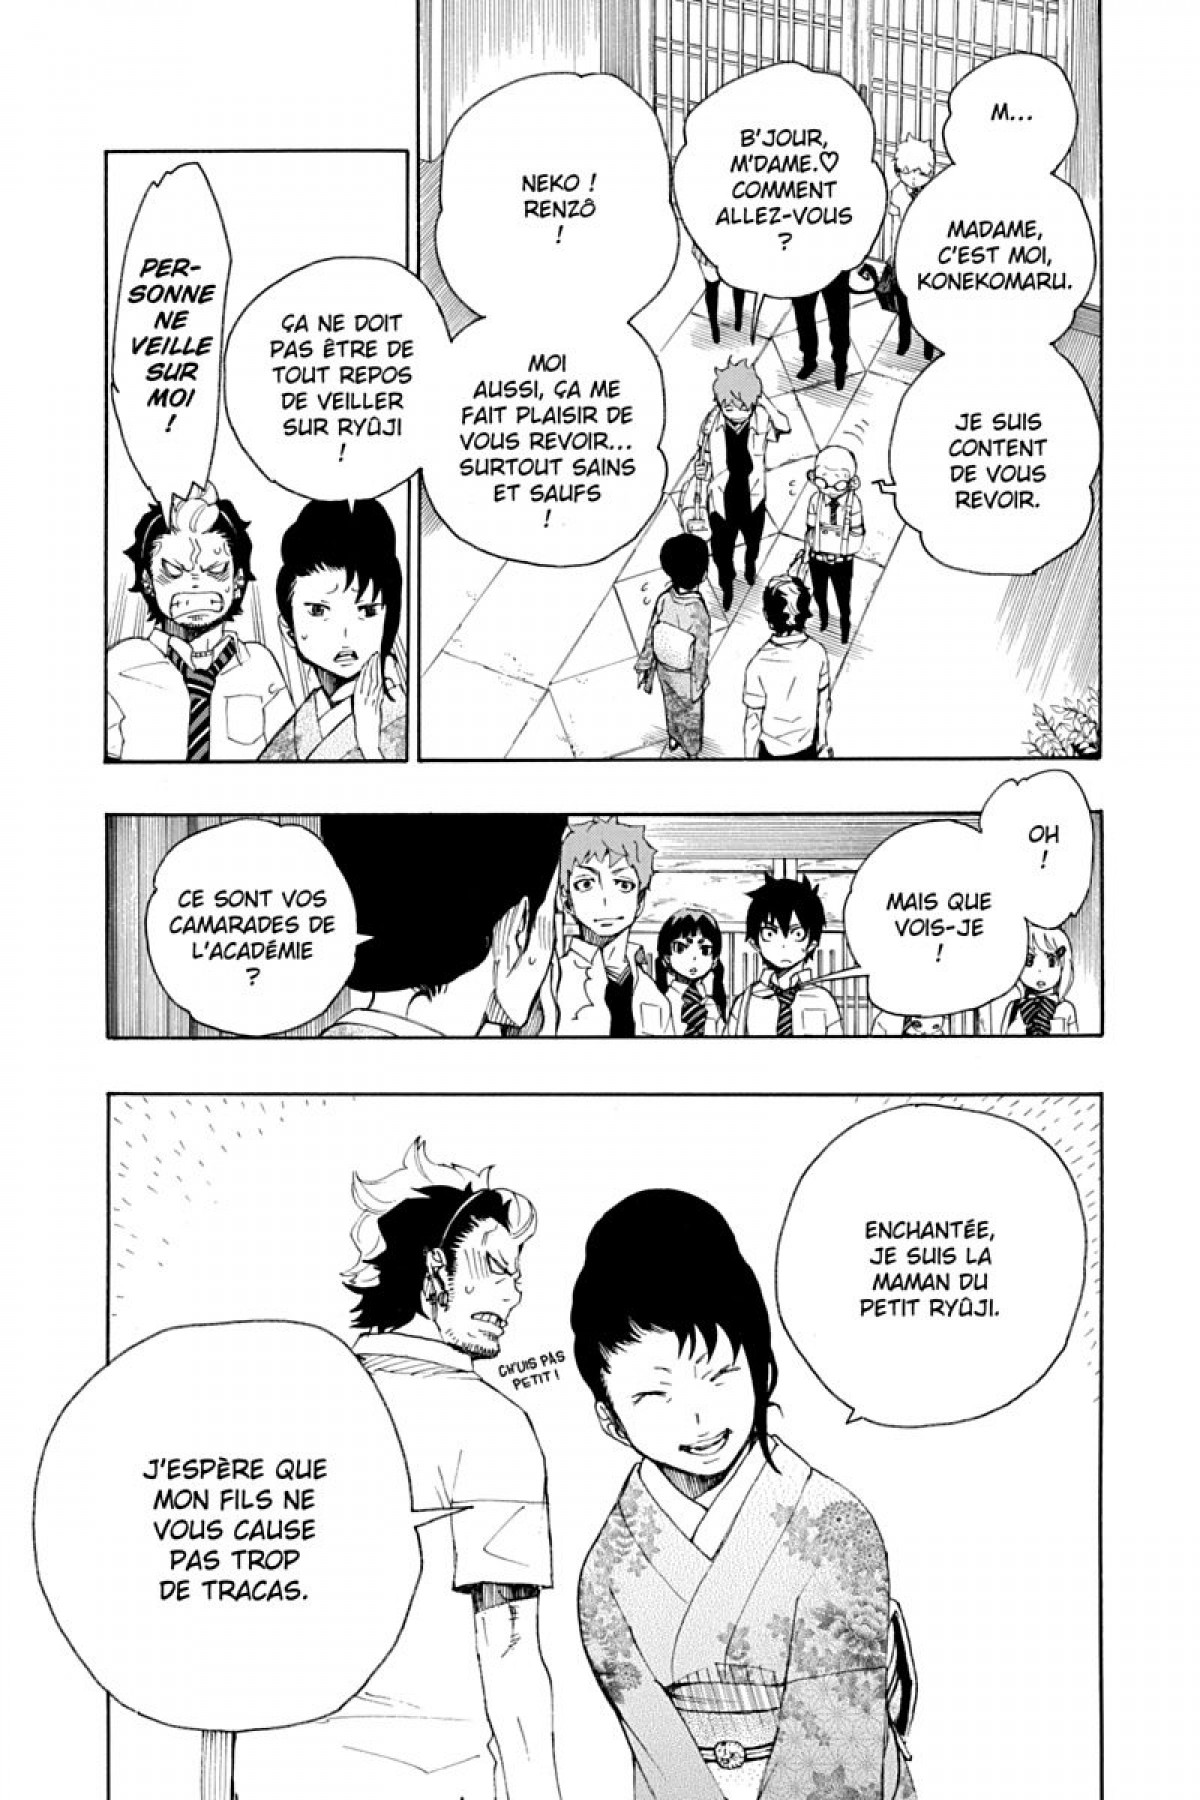 M...
MADAME,
C'EST MOI,
KONEKOMARU.
JE SUIS
CONTENT
DE VOUS
REVOIR.
B'JOUR,
M'DAME.♡
COMMENT
ALLEZ-VOUS
?
NEKO !
RENZÔ
!
MOI
AUSSI, ÇA ME
FAIT PLAISIR DE
VOUS REVOIR...
SURTOUT SAINS
ET SAUFS
!
ÇA NE DOIT
PAS ÊTRE DE
TOUT REPOS
DE VEILLER
SUR RYÛJI
!
PER-
SONNE
NE
VEILLE
SUR
MOI
!
OH
!
MAIS QUE
VOIS-JE
!
CE SONT VOS
CAMARADES DE
L'ACADÉMIE
?
ENCHANTÉE,
JE SUIS LA
MAMAN DU
PETIT RYÛJI.
CH'UIS PAS
PETIT !
J'ESPÈRE QUE
MON FILS NE
VOUS CAUSE
PAS TROP
DE TRACAS.